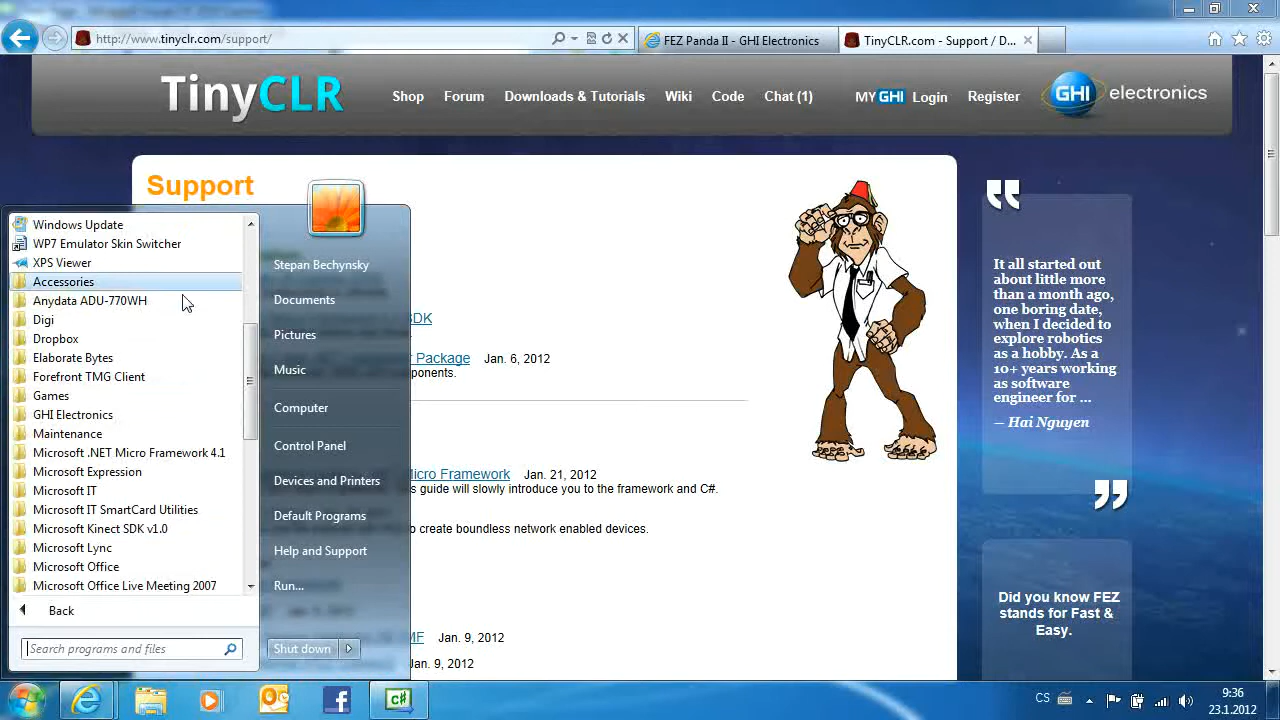 http://www.tinyclr.com/support/
FEZ Panda II - GHI Electronics
TinyCLR.com - Support / D...
TinyCLR
Shop
Forum
Downloads & Tutorials
Wiki
Code
Chat (1)
MYGHI Login
Register
GHI electronics
Support
Windows Update
WP7 Emulator Skin Switcher
XPS Viewer
Accessories
Anydata ADU-770WH
Digi
Dropbox
Elaborate Bytes
Forefront TMG Client
Games
GHI Electronics
Maintenance
Microsoft .NET Micro Framework 4.1
Microsoft Expression
Microsoft IT
Microsoft IT SmartCard Utilities
Microsoft Kinect SDK v1.0
Microsoft Lync
Microsoft Office
Microsoft Office Live Meeting 2007
Back
Search programs and files
Stepan Bechynsky
Documents
Pictures
Music
Computer
Control Panel
Devices and Printers
Default Programs
Help and Support
Run...
Shut down
Package Jan. 6, 2012
Micro Framework Jan. 21, 2012
guide will slowly introduce you to the framework and C#.
to create boundless network enabled devices.
MF Jan. 9, 2012
Jan. 9, 2012
It all started out
about little more
than a month ago,
one boring date,
when I decided to
explore robotics
as a hobby. As a
10+ years working
as software
engineer for ...
— Hai Nguyen
Did you know FEZ
stands for Fast &
Easy.
CS
9:36
23.1.2012